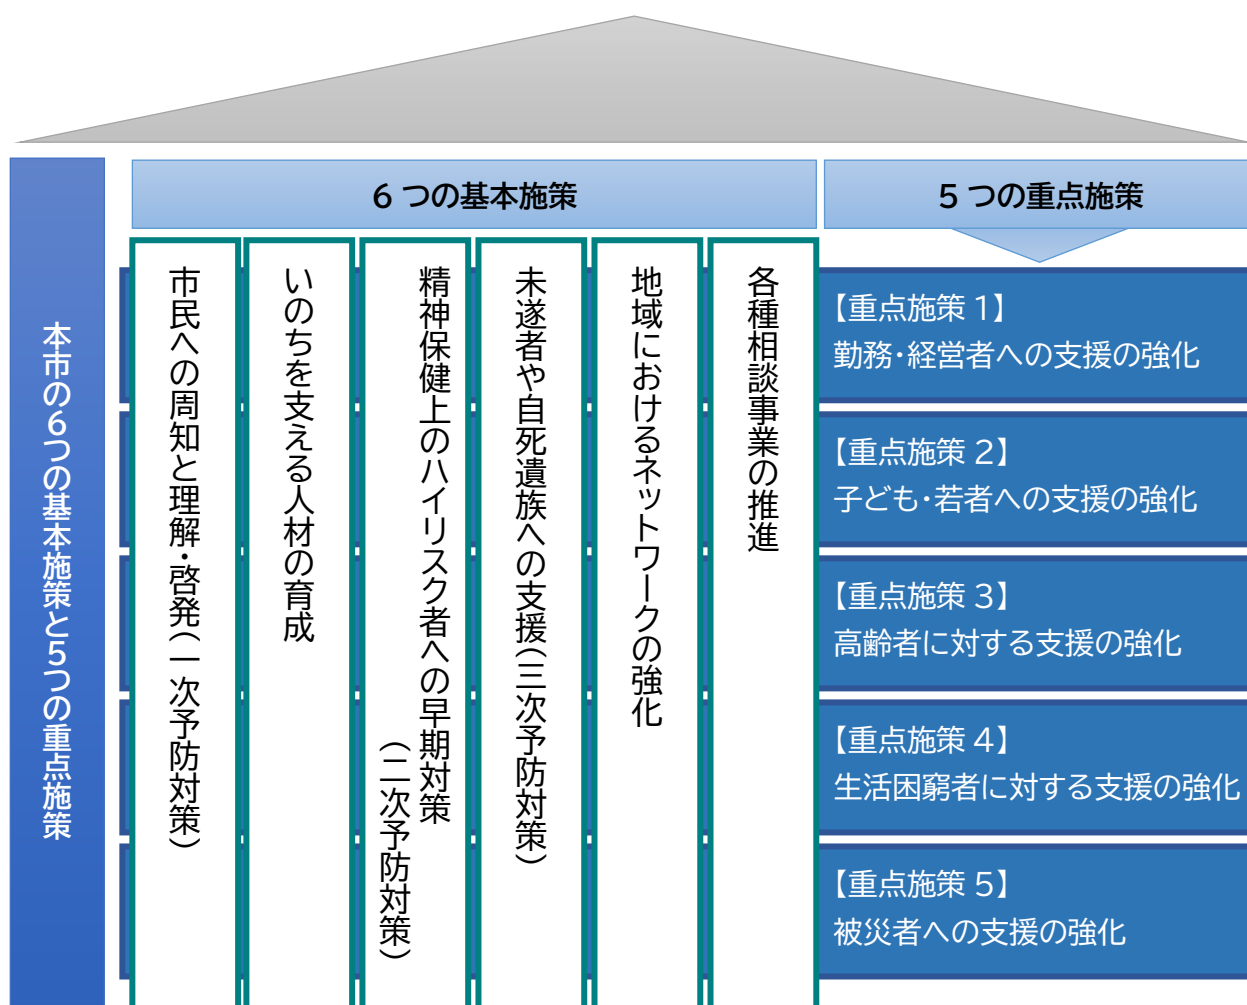 6つの基本施策
5つの重点施策
本市の6つの基本施策と5つの重点施策
市民への周知と理解・啓発(一次予防対策)
いのちを支える人材の育成
精神保健上のハイリスク者への早期対策
(二次予防対策)
未遂者や自死遺族への支援(三次予防対策)
地域におけるネットワークの強化
各種相談事業の推進
【重点施策 1】
勤務・経営者への支援の強化
【重点施策 2】
子ども・若者への支援の強化
【重点施策 3】
高齢者に対する支援の強化
【重点施策 4】
生活困窮者に対する支援の強化
【重点施策 5】
被災者への支援の強化